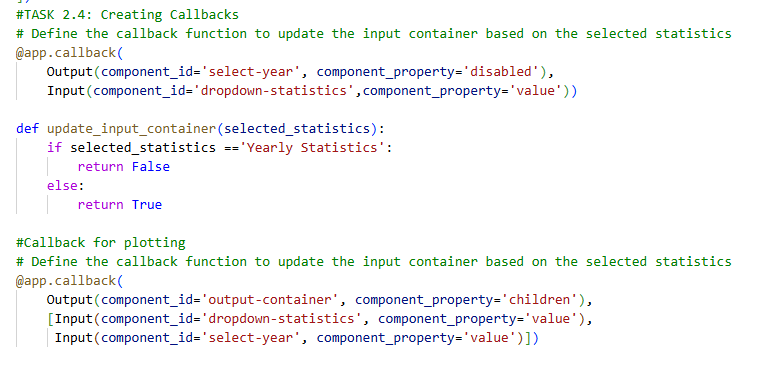 ])
#TASK 2.4: Creating Callbacks
# Define the callback function to update the input container based on the selected statistics
@app.callback(
    Output(component_id='select-year', component_property='disabled'),
    Input(component_id='dropdown-statistics',component_property='value'))

def update_input_container(selected_statistics):
    if selected_statistics =='Yearly Statistics':
        return False
    else:
        return True

#Callback for plotting
# Define the callback function to update the input container based on the selected statistics
@app.callback(
    Output(component_id='output-container', component_property='children'),
    [Input(component_id='dropdown-statistics', component_property='value'),
     Input(component_id='select-year', component_property='value')])